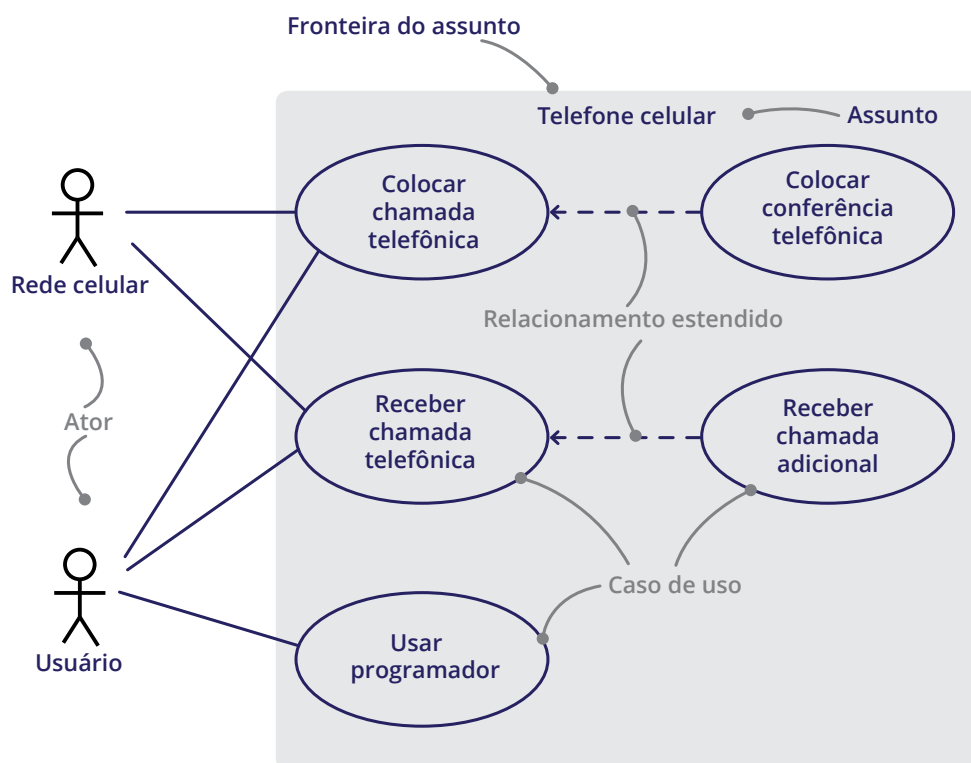 Fronteira do assunto
Telefone celular
Assunto
Colocar
chamada
telefônica
Colocar
conferência
telefônica
Rede celular
Relacionamento estendido
Ator
Receber
chamada
telefônica
Receber
chamada
adicional
Caso de uso
Usuário
Usar
programador